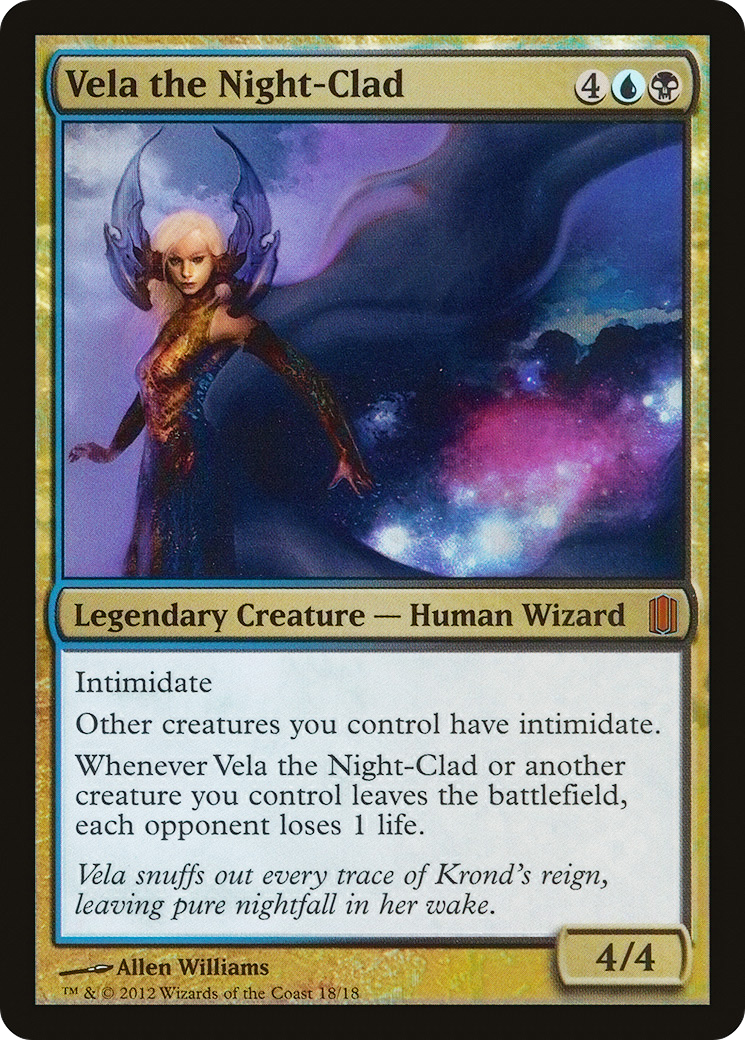 Vela the Night-Clad 4
Legendary Creature — Human Wizard
Intimidate
Other creatures you control have intimidate.
Whenever Vela the Night-Clad or another
creature you control leaves the battlefield,
each opponent loses 1 life.
Vela snuffs out every trace of Krond's reign,
leaving pure nightfall in her wake.
4/4
Allen Williams
™ & © 2012 Wizards of the Coast 18/18